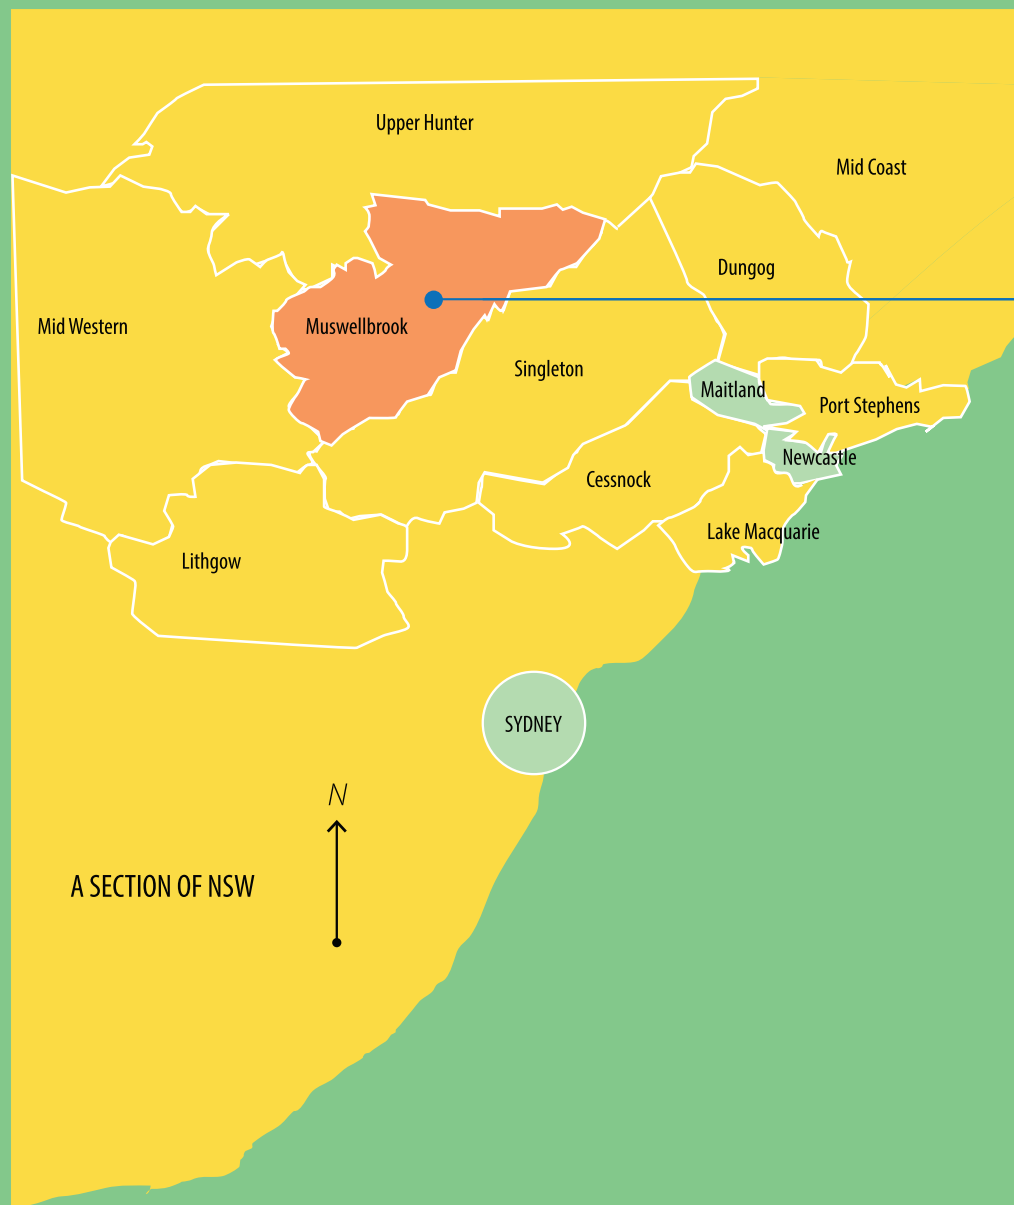 Upper Hunter
Mid Coast
Dungog
Mid Western
Muswellbrook
Singleton
Maitland
Port Stephens
Newcastle
Cessnock
Lake Macquarie
Lithgow
SYDNEY
N
A SECTION OF NSW